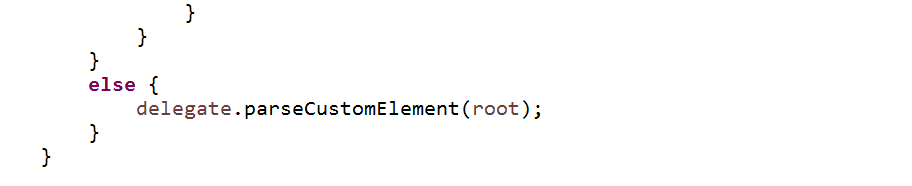 }
}
}
else {
delegate.parseCustomElement(root);
}
}